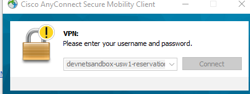 Cisco AnyConnect Secure Mobility Client
VPN:
Please enter your username and password.
devnetsandbox-usw1-reservation
Connect